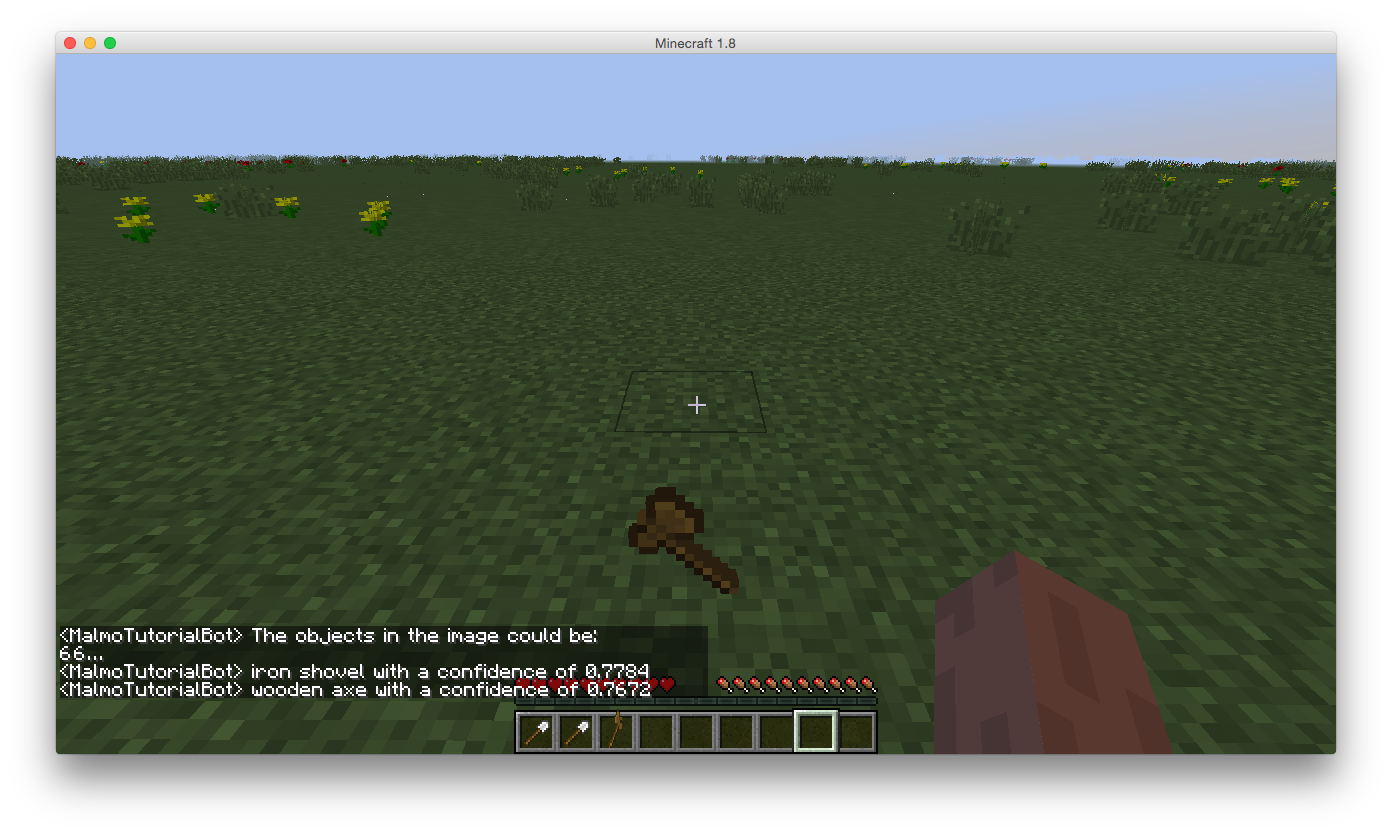 Minecraft 1.8
<MalmoTutorialBot> The objects in the image could be:
66...
<MalmoTutorialBot> iron shovel with a confidence of 0.7784
<MalmoTutorialBot> wooden axe with a confidence of 0.7672